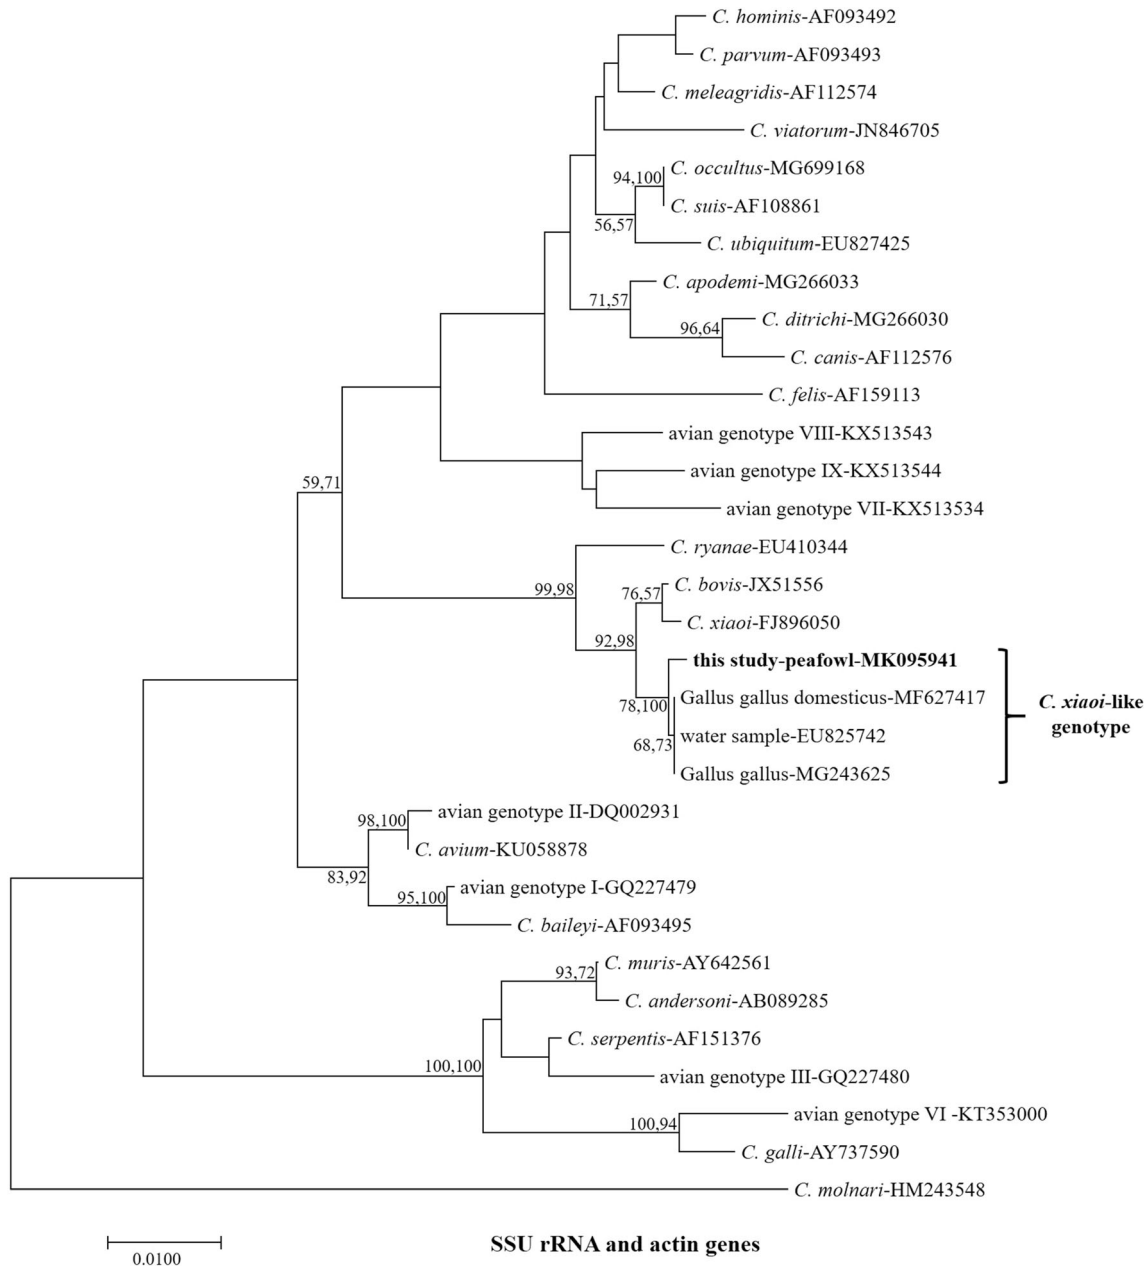 C. hominis-AF093492
C. parvum-AF093493
C. meleagridis-AF112574
C. viatorum-JN846705
C. occultus-MG699168
94,100
C. suis-AF108861
56,57
C. ubiquitum-EU827425
C. apodemi-MG266033
71,57
C. ditrichi-MG266030
96,64
C. canis-AF112576
C. felis-AF159113
avian genotype VIII-KX513543
avian genotype IX-KX513544
59,71
avian genotype VII-KX513534
C. ryanae-EU410344
C. bovis-JX51556
99,98
76,57
C. xiaoi-FJ896050
92,98
this study-peafowl-MK095941
Gallus gallus domesticus-MF627417
78,100
C. xiaoi-like
genotype
water sample-EU825742
68,73
Gallus gallus-MG243625
avian genotype II-DQ002931
98,100
C. avium-KU058878
83,92
avian genotype I-GQ227479
95,100
C. baileyi-AF093495
C. muris-AY642561
93,72
C. andersoni-AB089285
C. serpentis-AF151376
100,100
avian genotype III-GQ227480
avian genotype VI -KT353000
100,94
C. galli-AY737590
C. molnari-HM243548
0.0100
SSU rRNA and actin genes